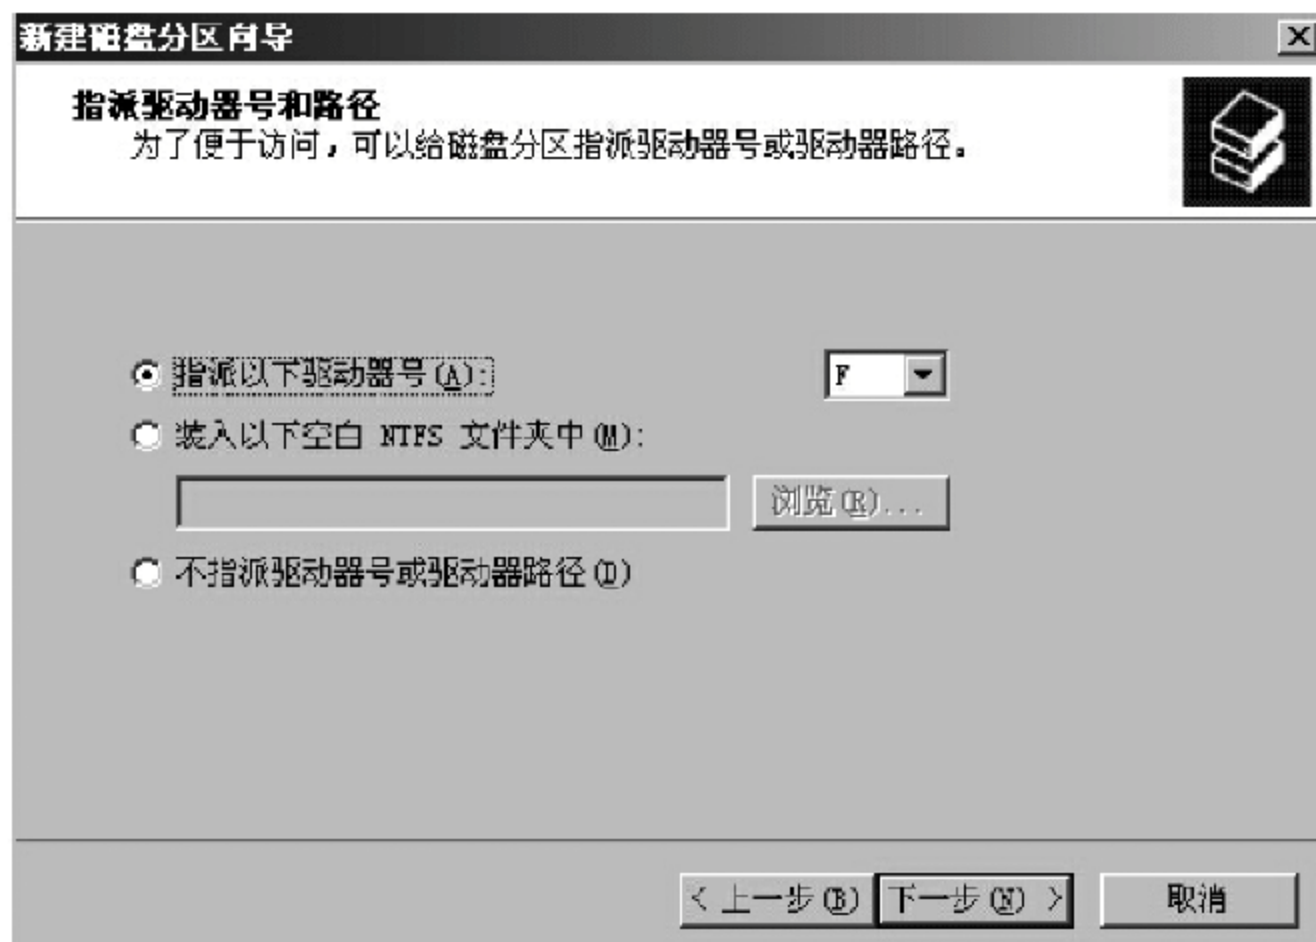 新建磁盘分区向导
指派驱动器号和路径
为了便于访问，可以给磁盘分区指派驱动器号或驱动器路径。
指派以下驱动器号(A): F
装入以下空白 NTFS 文件夹中(M):
浏览(R)...
不指派驱动器号或驱动器路径(D)
< 上一步(B) 下一步(N) > 取消